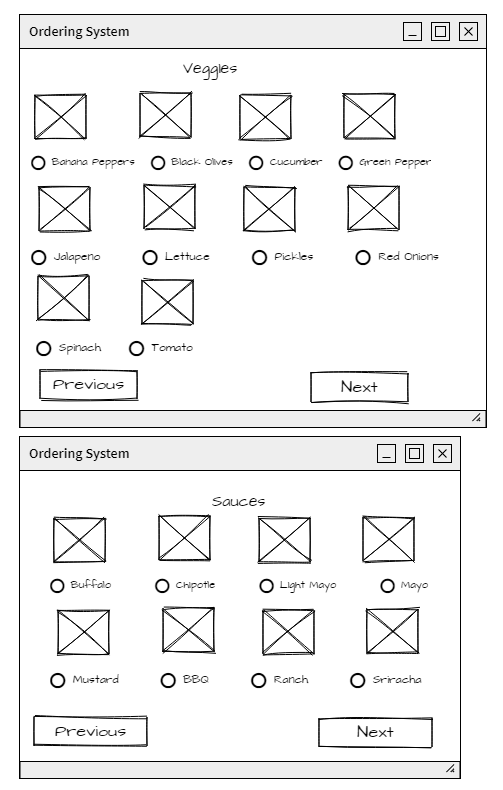 Ordering System
Veggles
Banana Peppers Black Olives Cucumber Green Pepper
Jalapeno Lettuce Pickles Red Onions
Spinach Tomato
Previous Next
Ordering System
Sauces
Buffalo Chipotle Light Mayo Mayo
Mustard BBQ Ranch Sriracha
Previous Next